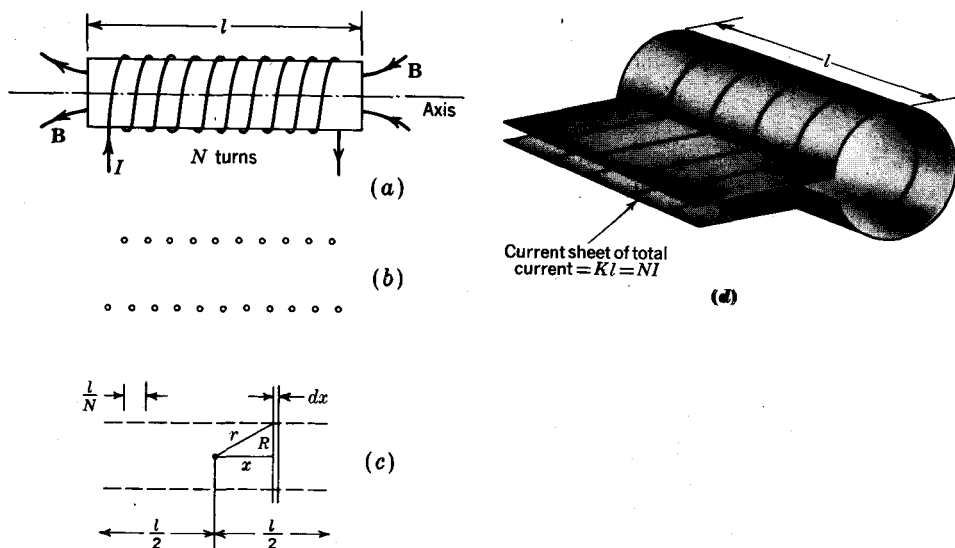 l
B
B
Axis
I
N turns
(a)
(b)
l/N
dx
r
R
x
(c)
l/2
l/2
l
Current sheet of total
current = Kl = NI
(d)